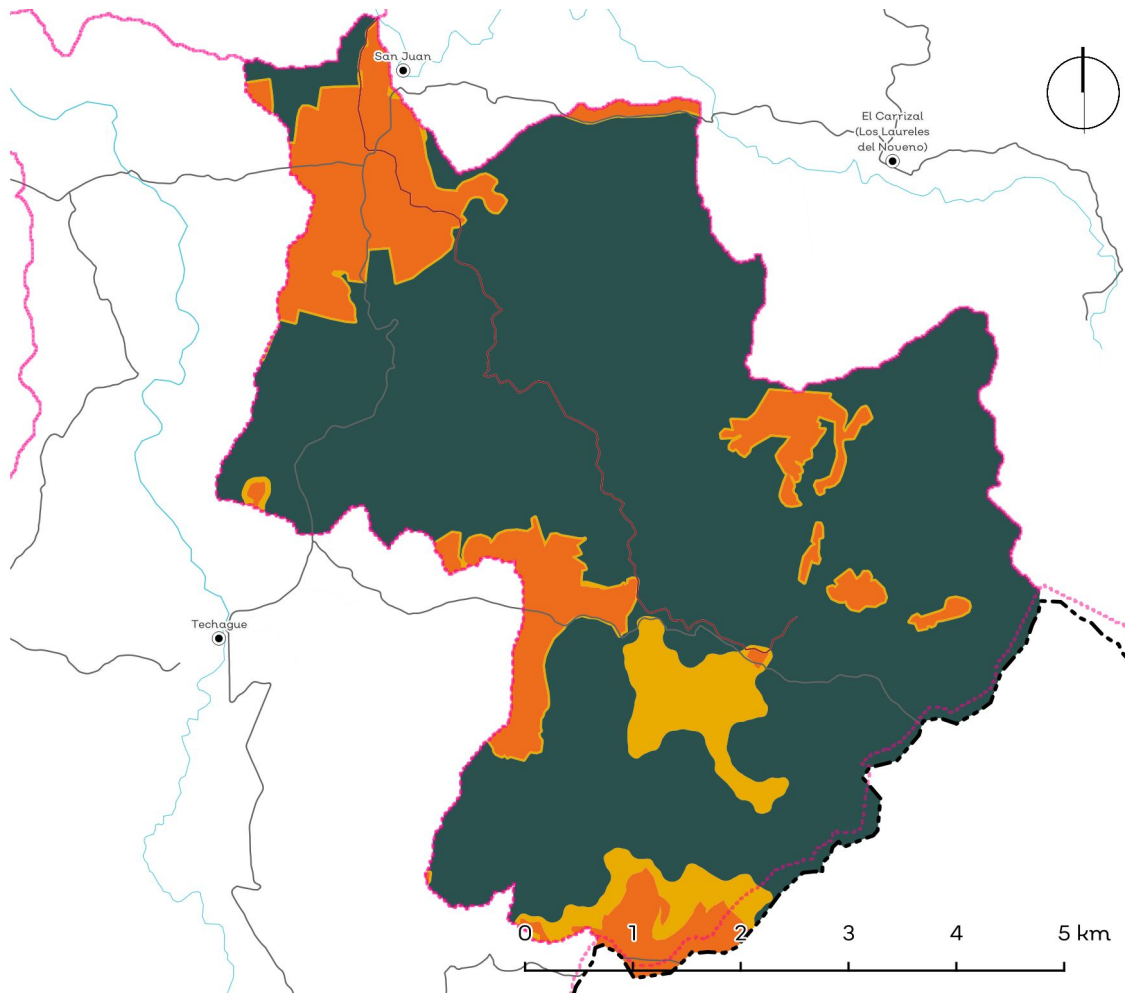 San Juan
El Carrizal
(Los Laureles
del Noveno)
Techague
0 1 2 3 4 5 km